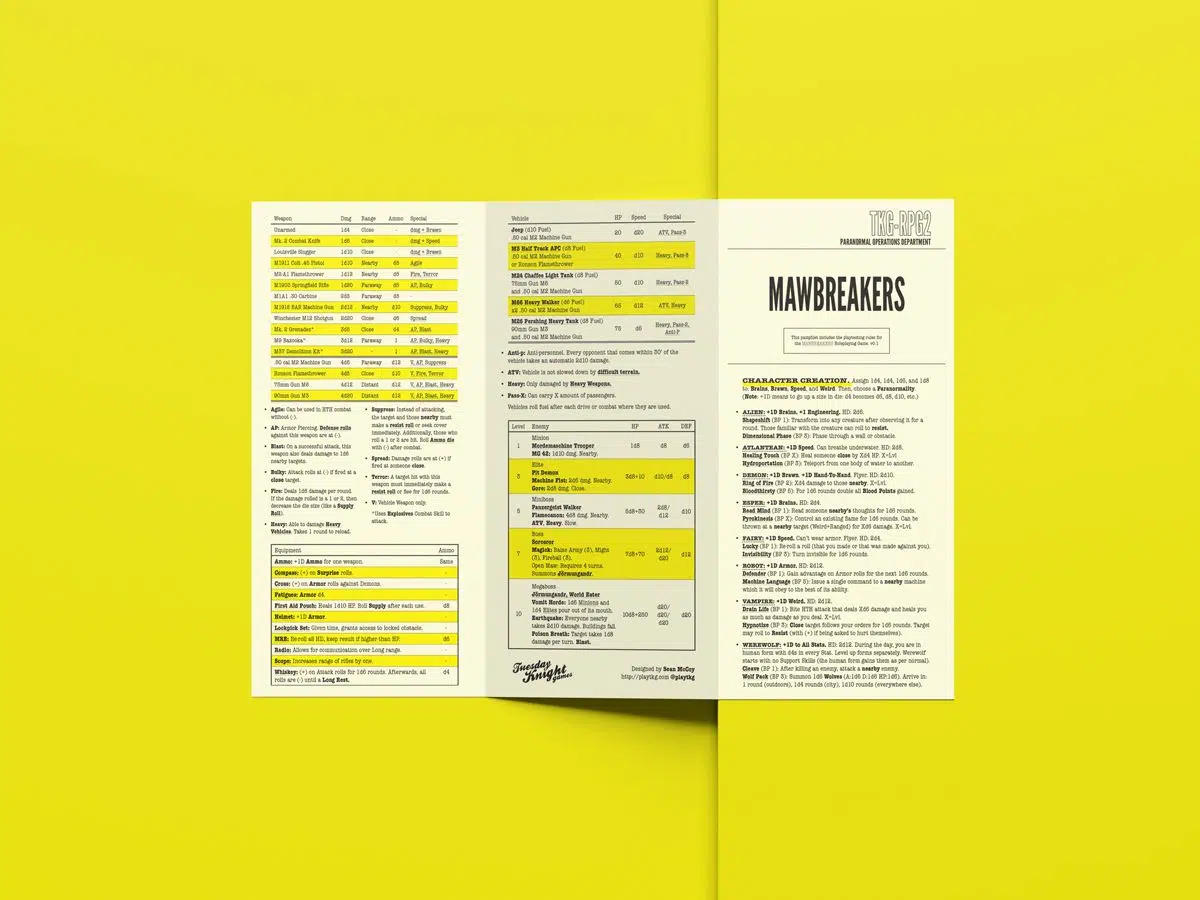 Weapon Dmg Range Ammo Special
Unarmed 1d4 Close - dmg + Brawn
Mk. 2 Combat Knife 1d6 Close - dmg + Speed
Louisville Slugger 1d10 Close - dmg + Brawn
M1911 Colt .45 Pistol 1d10 Nearby d6 Agile
M2-A1 Flamethrower 1d12 Nearby d6 Fire, Terror
M1903 Springfield Rifle 1d20 Faraway d8 AP, Bulky
M1A1 .30 Carbine 2d8 Faraway d8 -
M1918 BAR Machine Gun 2d12 Nearby d10 Suppress, Bulky
Winchester M12 Shotgun 2d20 Close d6 Spread
Mk. 2 Grenades* 3d8 Close d4 AP, Blast
M9 Bazooka* 3d12 Faraway 1 AP, Bulky, Heavy
M37 Demolition Kit* 3d20 - 1 AP, Blast, Heavy
.50 cal M2 Machine Gun 4d6 Faraway d12 V, AP, Suppress
Ronson Flamethrower 4d8 Close d10 V, Fire, Terror
75mm Gun M6 4d12 Distant d12 V, AP, Blast, Heavy
90mm Gun M3 4d20 Distant d12 V, AP, Blast, Heavy
• Agile: Can be used in HTH combat
without (-).
• AP: Armor Piercing. Defense rolls
against this weapon are at (-).
• Blast: On a successful attack, this
weapon also deals damage to 1d6
nearby targets.
• Bulky: Attack rolls at (-) if fired at a
close target.
• Fire: Deals 1d6 damage per round.
If the damage rolled is a 1 or 2, then
decrease the die size (like a Supply
Roll).
• Heavy: Able to damage Heavy
Vehicles. Takes 1 round to reload.
• Suppress: Instead of attacking,
the target and those nearby must
make a resist roll or seek cover
immediately. Additionally, those who
roll a 1 or 2 are hit. Roll Ammo die
with (-) after combat.
• Spread: Damage rolls are at (+) if
fired at someone close.
• Terror: A target hit with this
weapon must immediately make a
resist roll or flee for 1d6 rounds.
• V: Vehicle Weapon only.
*Uses Explosives Combat Skill to
attack.
Equipment Ammo
Ammo: +1D Ammo for one weapon. Same
Compass: (+) on Surprise rolls. -
Cross: (+) on Armor rolls against Demons. -
Fatigues: Armor d4. -
First Aid Pouch: Heals 1d10 HP. Roll Supply after each use. d8
Helmet: +1D Armor. -
Lockpick Set: Given time, grants access to locked obstacle. -
MRE: Re-roll all HD, keep result if higher than HP. d6
Radio: Allows for communication over Long range. -
Scope: Increases range of rifles by one. -
Whiskey: (+) on Attack rolls for 1d6 rounds. Afterwards, all d4
rolls are (-) until a Long Rest.
Vehicle HP Speed Special
Jeep (d10 Fuel)
.50 cal M2 Machine Gun 20 d20 ATV, Pass-3
M3 Half Track APC (d8 Fuel)
.50 cal M2 Machine Gun 40 d10 Heavy, Pass-8
or Ronson Flamethrower
M24 Chaffee Light Tank (d8 Fuel)
75mm Gun M6 50 d10 Heavy, Pass-2
and .50 cal M2 Machine Gun
M66 Heavy Walker (d6 Fuel)
x2 .50 cal M2 Machine Gun 65 d12 ATV, Heavy
M26 Pershing Heavy Tank (d8 Fuel)
90mm Gun M3 75 d6 Heavy, Pass-2,
and .50 cal M2 Machine Gun Anti-P
• Anti-p: Anti-personnel. Every opponent that comes within 30' of the
vehicle takes an automatic 2d10 damage.
• ATV: Vehicle is not slowed down by difficult terrain.
• Heavy: Only damaged by Heavy Weapons.
• Pass-X: Can carry X amount of passengers.
Vehicles roll fuel after each drive or combat where they are used.
Level Enemy HP ATK DEF
Minion
1 Mordemaschine Trooper 1d8 d8 d6
MG 42: 1d10 dmg. Nearby.
Elite
3 Pit Demon 3d8+10 d10/d8 d8
Machine Fist: 2d6 dmg. Nearby.
Gore: 2d8 dmg. Close.
Miniboss
5 Panzergeist Walker 5d8+30 2d8/
Flamecanon: 4d8 dmg. Nearby. d12 d10
ATV, Heavy. Slow.
Boss
Sorceror
7 Magick: Raise Army (3), Might 7d8+70 2d12/ d12
(3), Fireball (3). d20
Open Maw: Requires 4 turns.
Summons Jörmungandr.
Megaboss
Jörmungandr, World Eater
Vomit Horde: 1d6 Minions and
1d4 Elites pour out of its mouth.
10 Earthquake: Everyone nearby 10d8+250 d20/ d20
takes 2d10 damage. Buildings fall. d20/
Poison Breath: Target takes 1d8 d20
damage per turn. Blast.
Tuesday
Knight
games
Designed by Sean McCoy
http://playtkg.com @playtkg
TKG-RPG2
PARANORMAL OPERATIONS DEPARTMENT
MAWBREAKERS
This pamphlet includes the playtesting rules for
the MAWBREAKERS Roleplaying Game. v0.1
CHARACTER CREATION. Assign 1d4, 1d4, 1d6, and 1d8
to: Brains, Brawn, Speed, and Weird. Then, choose a Paranormality.
(Note: +1D means to go up a size in die: d4 becomes d6, d8, d10, etc.)
• ALIEN: +1D Brains, +1 Engineering. HD: 2d6.
Shapeshift (BP 1): Transform into any creature after observing it for a
round. Those familiar with the creature can roll to resist.
Dimensional Phase (BP 3): Phase through a wall or obstacle.
• ATLANTEAN: +1D Speed. Can breathe underwater. HD: 2d8.
Healing Touch (BP X): Heal someone close by Xd4 HP. X=Lvl
Hydroportation (BP 5): Teleport from one body of water to another.
• DEMON: +1D Brawn. +1D Hand-To-Hand. Flyer. HD: 2d10.
Ring of Fire (BP 2): Xd4 damage to those nearby. X=Lvl.
Bloodthirsty (BP 5): For 1d6 rounds double all Blood Points gained.
• ESPER: +1D Brains. HD: 2d4.
Read Mind (BP 1): Read someone nearby's thoughts for 1d6 rounds.
Pyrokinesis (BP X): Control an existing flame for 1d6 rounds. Can be
thrown at a nearby target (Weird+Ranged) for Xd6 damage. X=Lvl.
• FAIRY: +1D Speed. Can't wear armor. Flyer. HD: 2d4.
Lucky (BP 1): Re-roll a roll (that you made or that was made against you).
Invisibility (BP 3): Turn invisible for 1d6 rounds.
• ROBOT: +1D Armor. HD: 2d12.
Defender (BP 1): Gain advantage on Armor rolls for the next 1d6 rounds.
Machine Language (BP 3): Issue a single command to a nearby machine
which it will obey to the best of its ability.
• VAMPIRE: +1D Weird. HD: 2d12.
Drain Life (BP 1): Bite HTH attack that deals Xd6 damage and heals you
as much as damage as you deal. X=Lvl.
Hypnotize (BP 3): Close target follows your orders for 1d6 rounds. Target
may roll to Resist (with (+) if being asked to hurt themselves).
• WEREWOLF: +1D to All Stats. HD: 2d12. During the day, you are in
human form with d4s in every Stat. Level up forms separately. Werewolf
starts with no Support Skills (the human form gains them as per normal).
Cleave (BP 1): After killing an enemy, attack a nearby enemy.
Wolf Pack (BP 3): Summon 1d6 Wolves (A:1d6 D:1d6 HP:1d6). Arrive in:
1 round (outdoors), 1d4 rounds (city), 1d10 rounds (everywhere else).